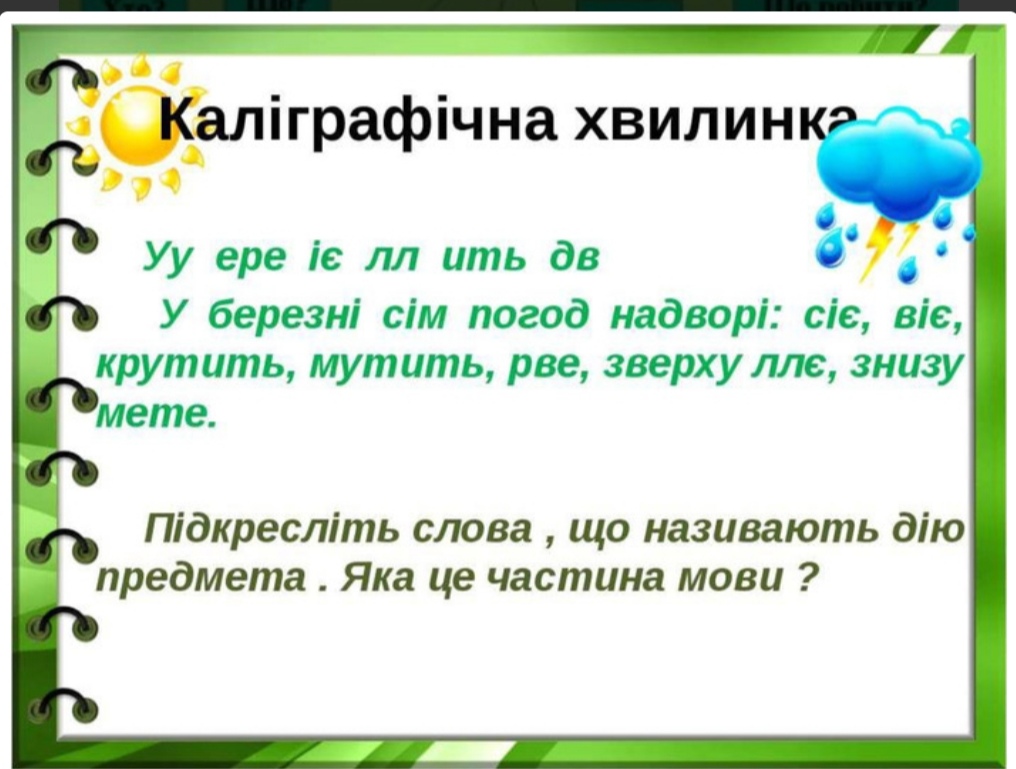 Каліграфічна хвилинка
Уу ере іє лл ить дв
У березні сім погод надворі: сіє, віє,
крутить, мутить, рве, зверху ллє, знизу
мете.
Підкресліть слова , що називають дію
предмета . Яка це частина мови ?